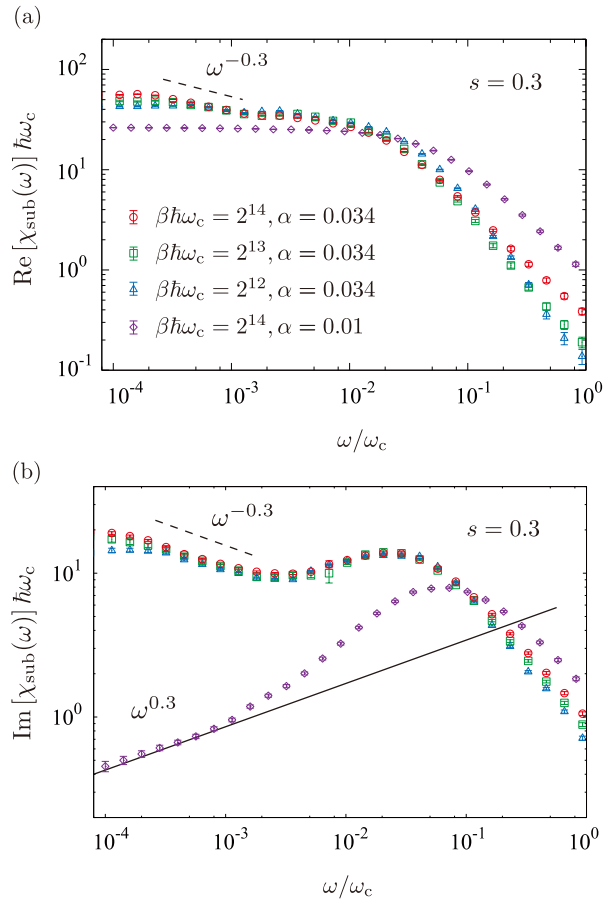 (a)
10^2
10^1
10^0
10^-1
Re [χ_sub(ω)] ħω_c
ω^-0.3
s = 0.3
βħω_c = 2^14, α = 0.034
βħω_c = 2^13, α = 0.034
βħω_c = 2^12, α = 0.034
βħω_c = 2^14, α = 0.01
10^-4 10^-3 10^-2 10^-1 10^0
ω/ω_c
(b)
10^1
10^0
Im [χ_sub(ω)] ħω_c
ω^-0.3
s = 0.3
ω^0.3
10^-4 10^-3 10^-2 10^-1 10^0
ω/ω_c